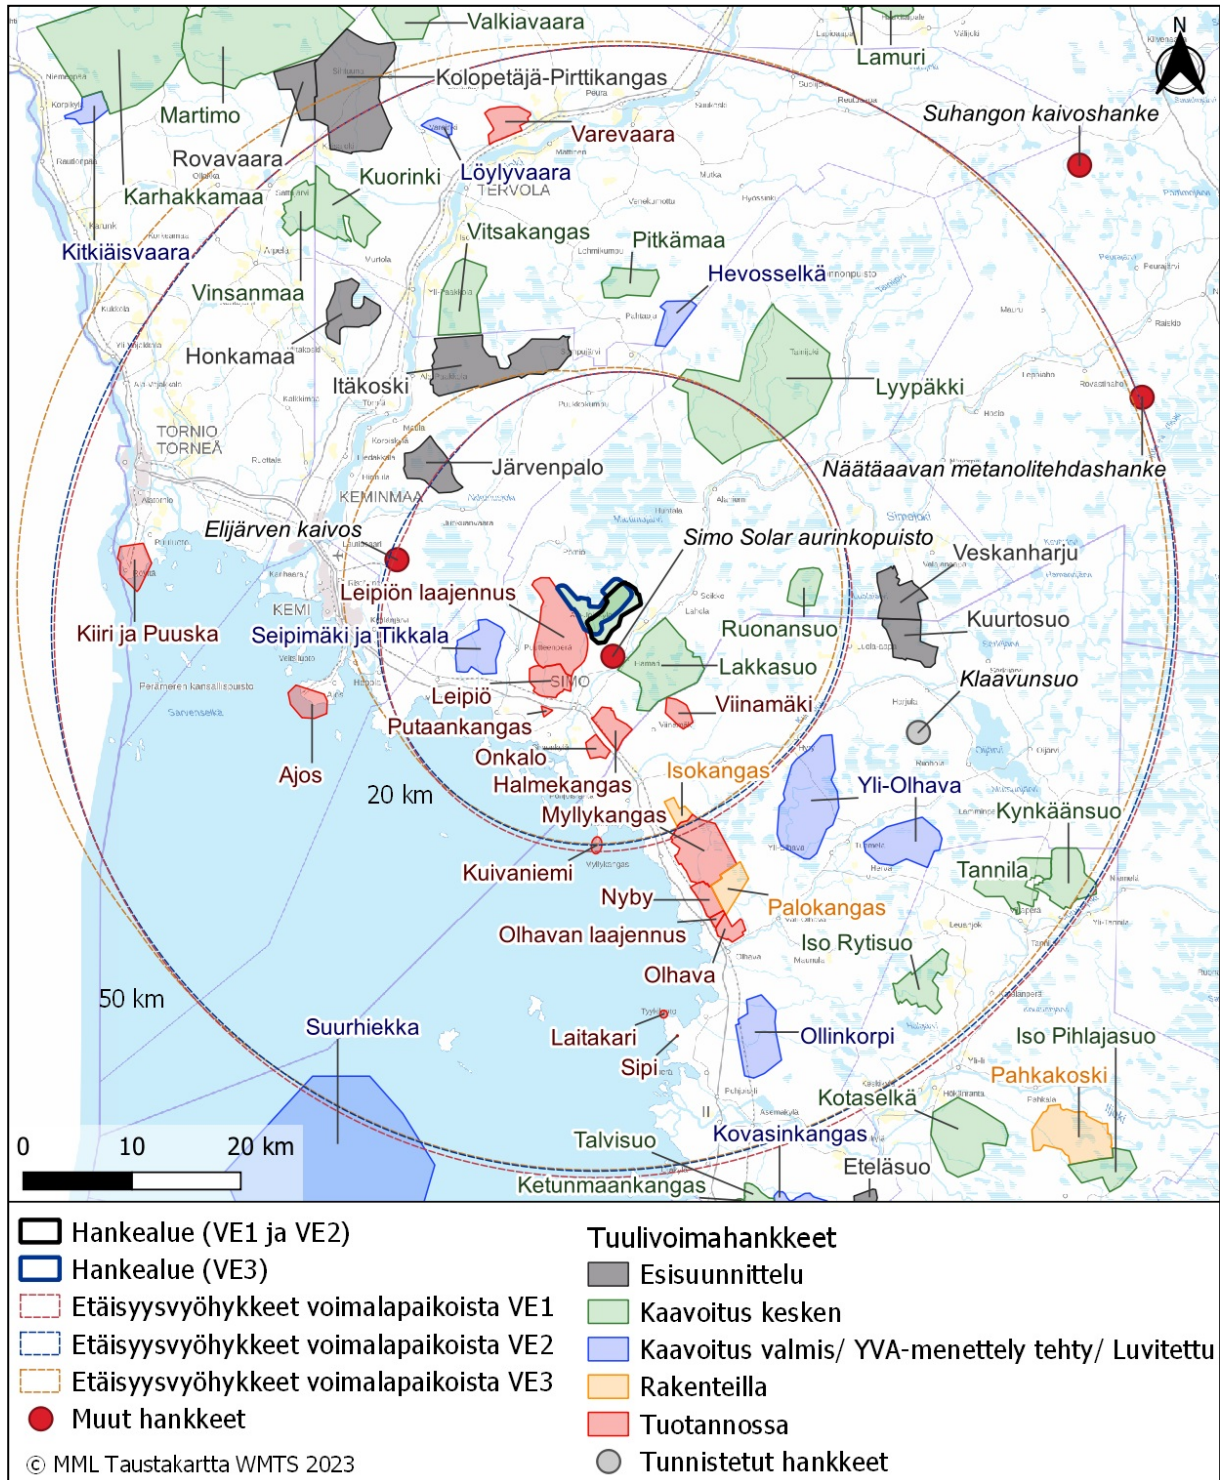 Valkiavaara
Lamuri
N
Kolopetäjä-Pirttikangas
Martimo
Suhangon kaivoshanke
Varevaara
Rovavaara
Löylyvaara
Kuorinki
TERVOLA
Karhakkamaa
Vitsakangas
Pitkämaa
Kitkiäisvaara
Hevosselkä
Vinsanmaa
Honkamaa
Itäkoski
Lyypäkki
TORNIO
TORNEÅ
Järvenpalo
Näätäaavan metanolitehdashanke
KEMINMAA
Elijärven kaivos
Simo Solar aurinkopuisto
Veskanharju
Leipiön laajennus
KEMI
Kiiri ja Puuska
Seipimäki ja Tikkala
Ruonansuo
Kuurtosuo
Lakkasuo
Klaavunsuo
Perämeren kansallispuisto
Leipiö
SIMO
Viinamäki
Putaankangas
Onkalo
Isokangas
Ajos
Halmekangas
Yli-Olhava
20 km
Myllykangas
Kynkäänsuo
Kuivaniemi
Tannila
Nyby
Palokangas
Olhavan laajennus
Iso Rytisuo
Olhava
50 km
Suurhiekka
Laitakari
Ollinkorpi
Iso Pihlajasuo
Sipi
Pahkakoski
Kotaselkä
II
Talvisuo
Kovasinkangas
0 10 20 km
Eteläsuo
Ketunmaankangas
Hankealue (VE1 ja VE2)
Hankealue (VE3)
Etäisyysvyöhykkeet voimalapaikoista VE1
Etäisyysvyöhykkeet voimalapaikoista VE2
Etäisyysvyöhykkeet voimalapaikoista VE3
Muut hankkeet
© MML Taustakartta WMTS 2023
Tuulivoimahankkeet
Esisuunnittelu
Kaavoitus kesken
Kaavoitus valmis/ YVA-menettely tehty/ Luvitettu
Rakenteilla
Tuotannossa
Tunnistetut hankkeet